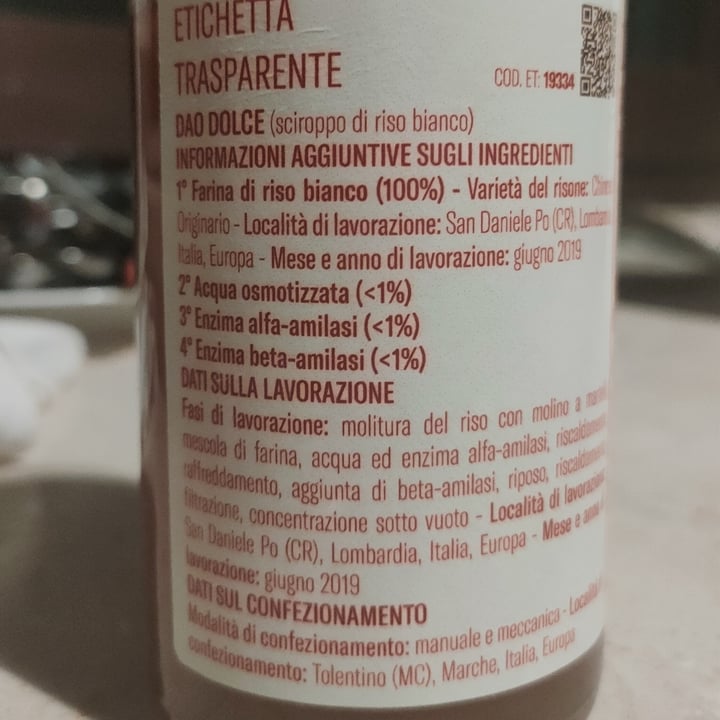 ETICHETTA
TRASPARENTE
COD. ET: 19334
DAO DOLCE (sciroppo di riso bianco)
INFORMAZIONI AGGIUNTIVE SUGLI INGREDIENTI
1° Farina di riso bianco (100%) - Varietà del risone:
Originario - Località di lavorazione: San Daniele Po (CR),
Italia, Europa - Mese e anno di lavorazione: giugno 2019
2° Acqua osmotizzata (<1%)
3° Enzima alfa-amilasi (<1%)
4° Enzima beta-amilasi (<1%)
DATI SULLA LAVORAZIONE
Fasi di lavorazione: molitura del riso con molino a
mescola di farina, acqua ed enzima alfa-amilasi,
raffreddamento, aggiunta di beta-amilasi, riposo,
filtrazione, concentrazione sotto vuoto - Località di
San Daniele Po (CR), Lombardia, Italia, Europa - Mese e anno
lavorazione: giugno 2019
DATI SUL CONFEZIONAMENTO
Modalità di confezionamento: manuale e meccanica -
confezionamento: Tolentino (MC), Marche, Italia, Europa